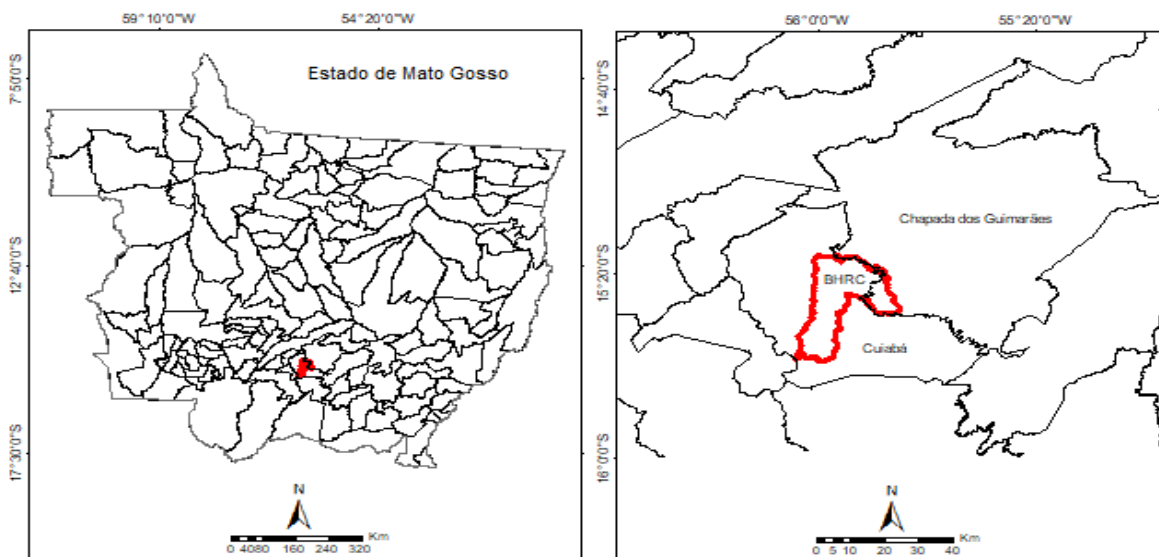 59°10'0"W
54°20'0"W
7°50'0"S
12°40'0"S
17°30'0"S
Estado de Mato Gosso
N
0 4080 160 240 320
Km
56°0'0"W
55°20'0"W
14°40'0"S
15°20'0"S
16°0'0"S
Chapada dos Guimarães
BHRC
Cuiabá
N
0 5 10 20 30 40
Km